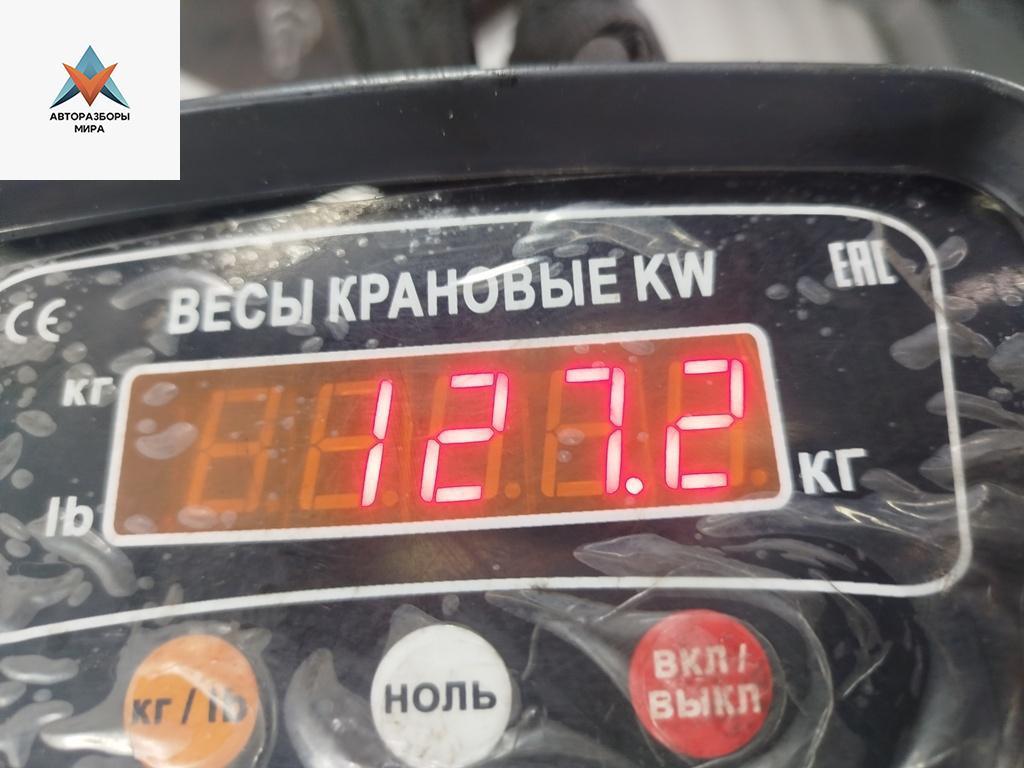 АВТОРАЗБОРЫ
МИРА
CE
ВЕСЫ КРАНОВЫЕ KW
EAC
кг
127.2
lb
кг
кг / lb
НОЛЬ
ВКЛ /
ВЫКЛ